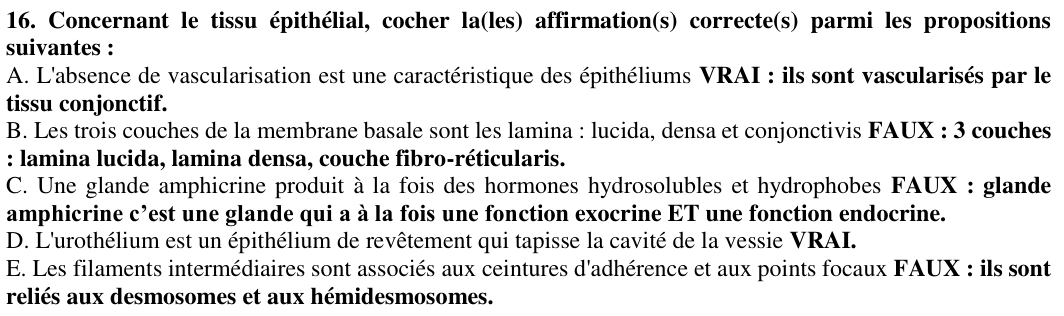 16. Concernant le tissu épithélial, cocher la(les) affirmation(s) correcte(s) parmi les propositions
suivantes :
A. L'absence de vascularisation est une caractéristique des épithéliums VRAI : ils sont vascularisés par le
tissu conjonctif.
B. Les trois couches de la membrane basale sont les lamina : lucida, densa et conjonctivis FAUX : 3 couches
: lamina lucida, lamina densa, couche fibro-réticularis.
C. Une glande amphicrine produit à la fois des hormones hydrosolubles et hydrophobes FAUX : glande
amphicrine c’est une glande qui a à la fois une fonction exocrine ET une fonction endocrine.
D. L'urothélium est un épithélium de revêtement qui tapisse la cavité de la vessie VRAI.
E. Les filaments intermédiaires sont associés aux ceintures d'adhérence et aux points focaux FAUX : ils sont
reliés aux desmosomes et aux hémidesmosomes.